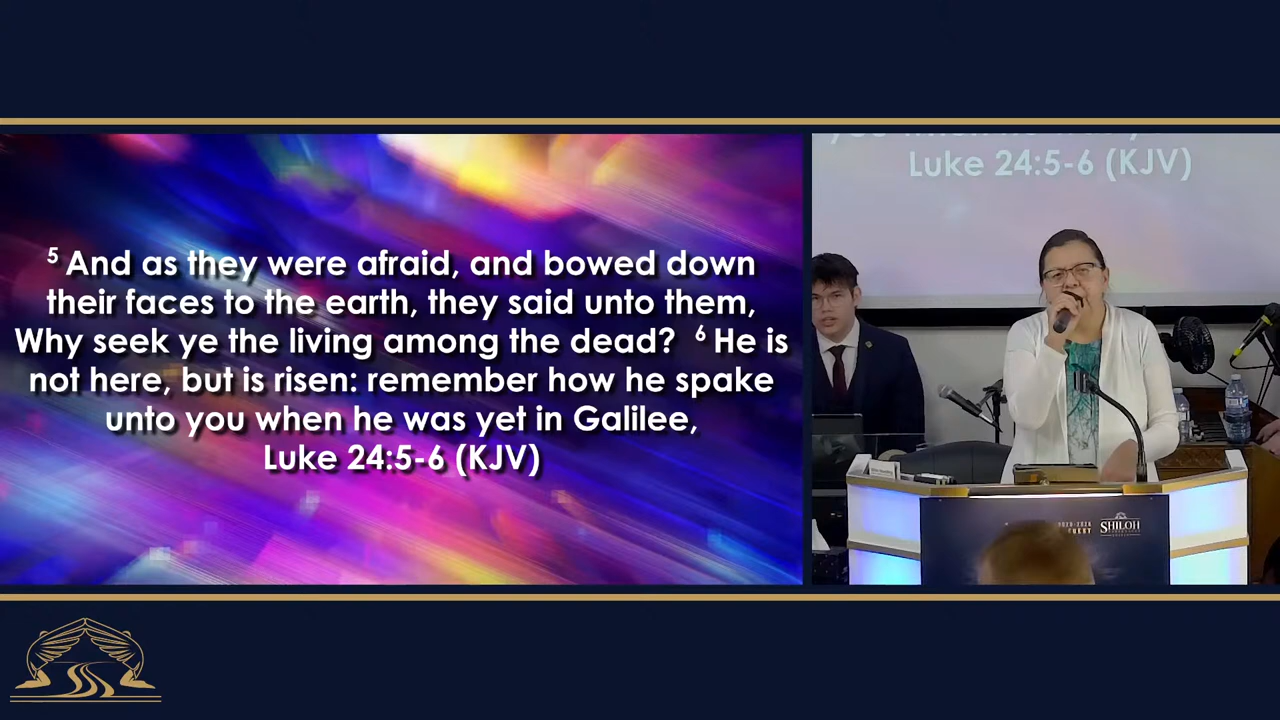 5 And as they were afraid, and bowed down
their faces to the earth, they said unto them,
Why seek ye the living among the dead? 6 He is
not here, but is risen: remember how he spake
unto you when he was yet in Galilee,
Luke 24:5-6 (KJV)
Luke 24:5-6 (KJV)
SHILOH